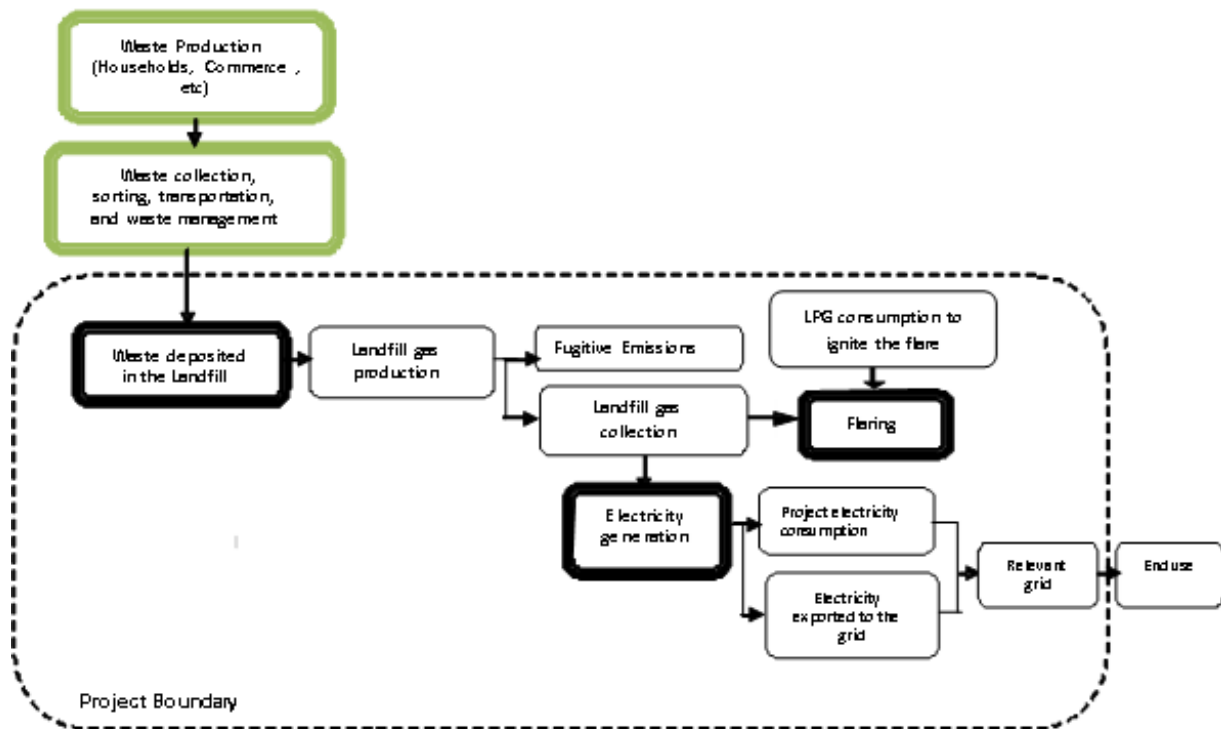 Waste Production
(Households, Commerce ,
etc)
Waste collection,
sorting, transportation,
and waste management
Waste deposited
in the Landfill
Landfill gas
production
Fugitive Emissions
LPG consumption to
ignite the flare
Landfill gas
collection
Flaring
Electricity
generation
Project electricity
consumption
Electricity
exported to the
grid
Relevant
grid
Enduse
Project Boundary